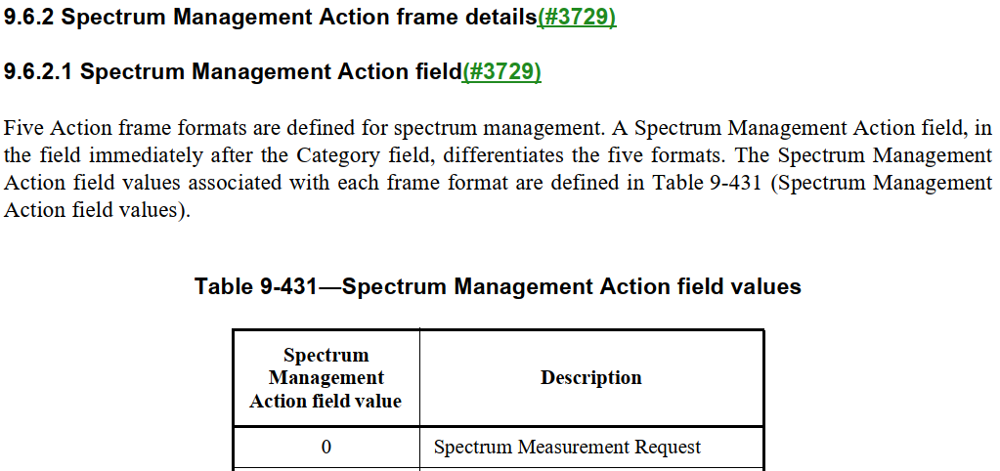 9.6.2 Spectrum Management Action frame details(#3729)
9.6.2.1 Spectrum Management Action field(#3729)
Five Action frame formats are defined for spectrum management. A Spectrum Management Action field, in
the field immediately after the Category field, differentiates the five formats. The Spectrum Management
Action field values associated with each frame format are defined in Table 9-431 (Spectrum Management
Action field values).
Table 9-431—Spectrum Management Action field values
Spectrum
Management
Action field value
Description
0
Spectrum Measurement Request